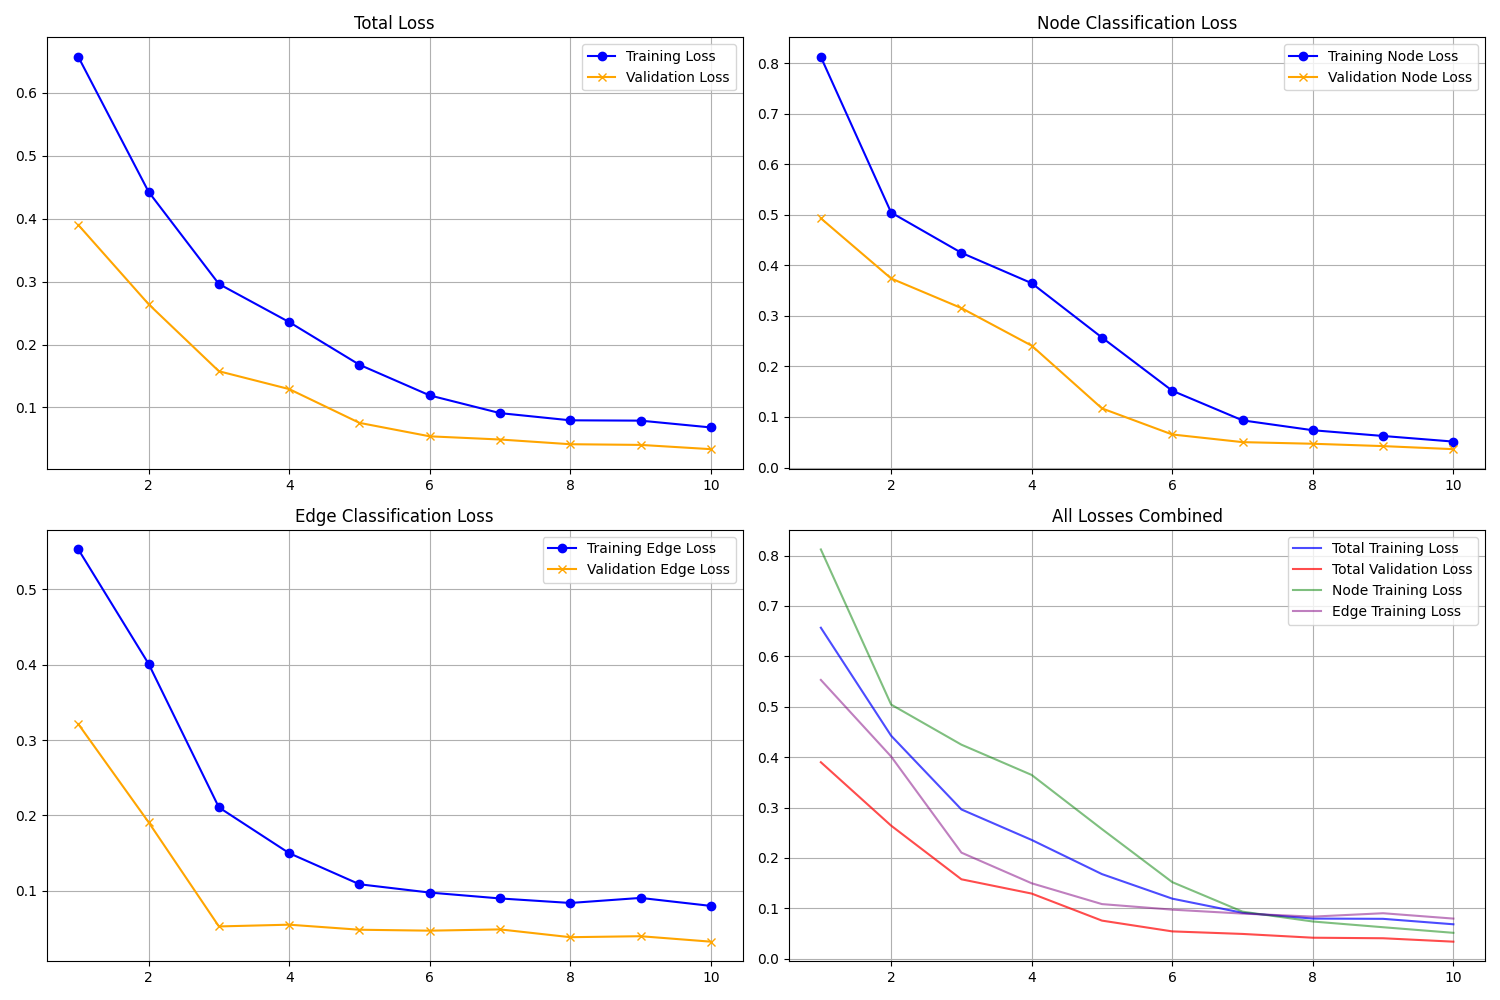 Total Loss
Training Loss
Validation Loss
0.6
0.5
0.4
0.3
0.2
0.1
2 4 6 8 10
Node Classification Loss
Training Node Loss
Validation Node Loss
0.8
0.7
0.6
0.5
0.4
0.3
0.2
0.1
0.0
2 4 6 8 10
Edge Classification Loss
Training Edge Loss
Validation Edge Loss
0.5
0.4
0.3
0.2
0.1
2 4 6 8 10
All Losses Combined
Total Training Loss
Total Validation Loss
Node Training Loss
Edge Training Loss
0.8
0.7
0.6
0.5
0.4
0.3
0.2
0.1
0.0
2 4 6 8 10